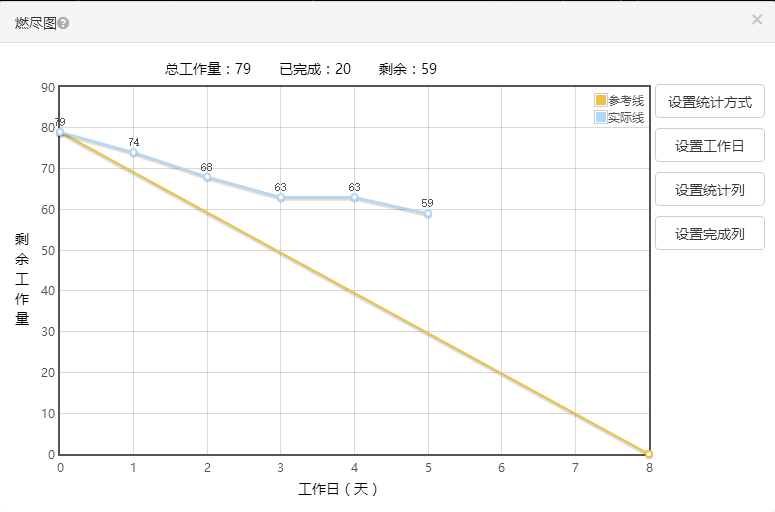 燃尽图?
×
总工作量：79 已完成：20 剩余：59
参考线
实际线
设置统计方式
设置工作日
设置统计列
设置完成列
剩余工作量
90
80
70
60
50
40
30
20
10
0
79
74
68
63
63
59
0 1 2 3 4 5 6 7 8
工作日（天）